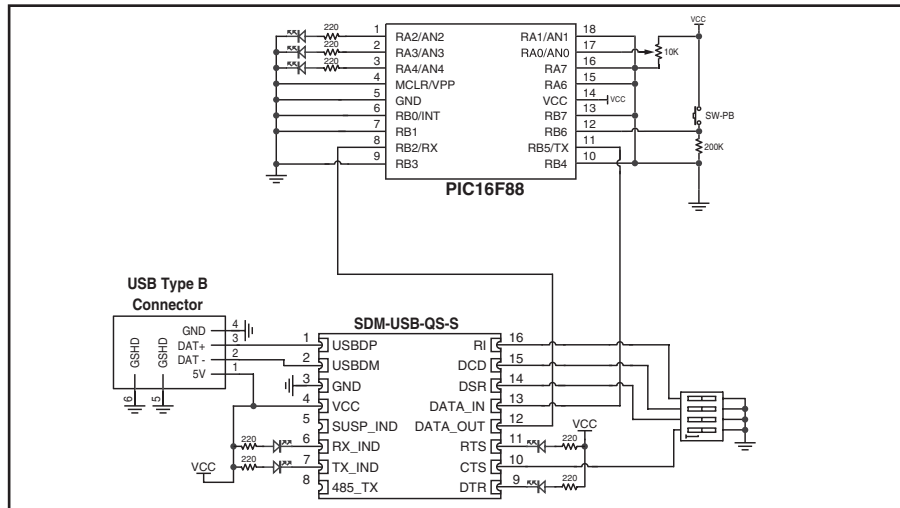 220
220
220
1 RA2/AN2 RA1/AN1 18
2 RA3/AN3 RA0/AN0 17
3 RA4/AN4 RA7 16
4 MCLR/VPP RA6 15
5 GND VCC 14 VCC
6 RB0/INT RB7 13
7 RB1 RB6 12
8 RB2/RX RB5/TX 11
9 RB3 RB4 10
PIC16F88
VCC
10K
SW-PB
200K
USB Type B
Connector
GND 4
DAT+ 3
DAT - 2
5V 1
GSHD
GSHD
6
5
SDM-USB-QS-S
1 USBDP RI 16
2 USBDM DCD 15
3 GND DSR 14
4 VCC DATA_IN 13
5 SUSP_IND DATA_OUT 12
6 RX_IND RTS 11
7 TX_IND CTS 10
8 485_TX DTR 9
220
220
VCC
VCC
220
220
1